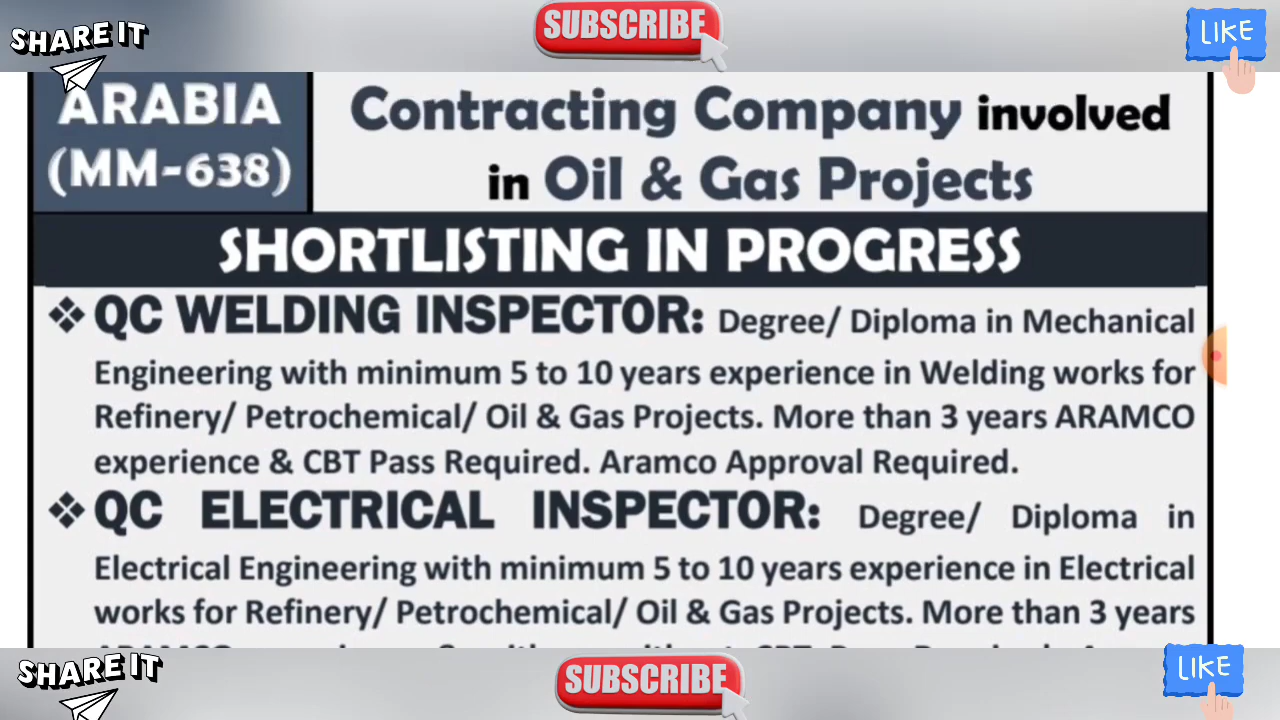 SHARE IT
SUBSCRIBE
LIKE
ARABIA
(MM-638)
Contracting Company involved
in Oil & Gas Projects
SHORTLISTING IN PROGRESS
❖ QC WELDING INSPECTOR: Degree/ Diploma in Mechanical
Engineering with minimum 5 to 10 years experience in Welding works for
Refinery/ Petrochemical/ Oil & Gas Projects. More than 3 years ARAMCO
experience & CBT Pass Required. Aramco Approval Required.
❖ QC ELECTRICAL INSPECTOR: Degree/ Diploma in
Electrical Engineering with minimum 5 to 10 years experience in Electrical
works for Refinery/ Petrochemical/ Oil & Gas Projects. More than 3 years
SHARE IT
SUBSCRIBE
LIKE